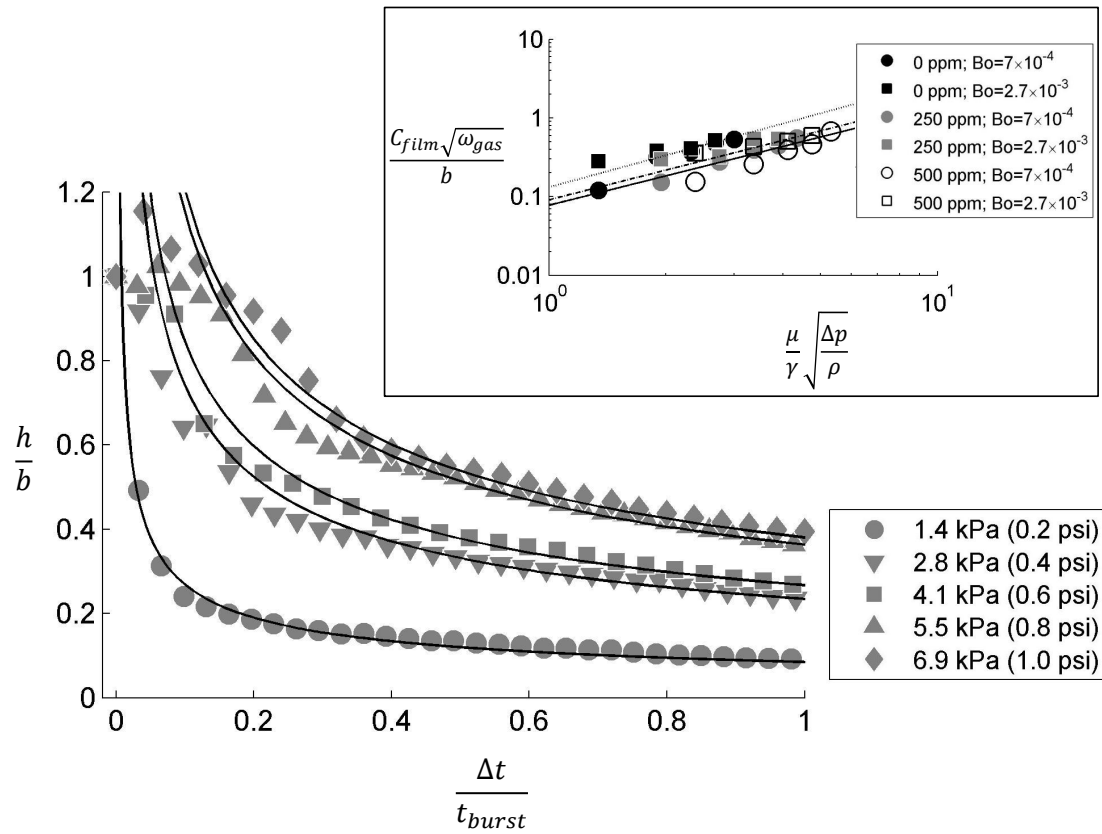 10
1
0.1
0.01
C_film√ω_gas
b
10⁰
10¹
μ
γ
√
Δp
ρ
0 ppm; Bo=7×10⁻⁴
0 ppm; Bo=2.7×10⁻³
250 ppm; Bo=7×10⁻⁴
250 ppm; Bo=2.7×10⁻³
500 ppm; Bo=7×10⁻⁴
500 ppm; Bo=2.7×10⁻³
1.2
1
0.8
0.6
0.4
0.2
0
h
b
0
0.2
0.4
0.6
0.8
1
Δt
t_burst
1.4 kPa (0.2 psi)
2.8 kPa (0.4 psi)
4.1 kPa (0.6 psi)
5.5 kPa (0.8 psi)
6.9 kPa (1.0 psi)